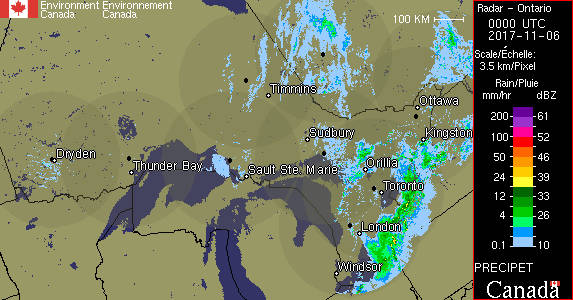 Environment Environnement
Canada Canada
100 KM
Timmins
Ottawa
Sudbury
Kingston
Dryden
Thunder Bay
Sault Ste. Marie
Orillia
Toronto
London
Windsor
Radar - Ontario
0000 UTC
2017-11-06
Scale/Échelle:
3.5 km/Pixel
Rain/Pluie
mm/hr dBZ
200 61
100 52
50 46
24 39
12 33
4 26
0.1 10
PRECIPET
Canada